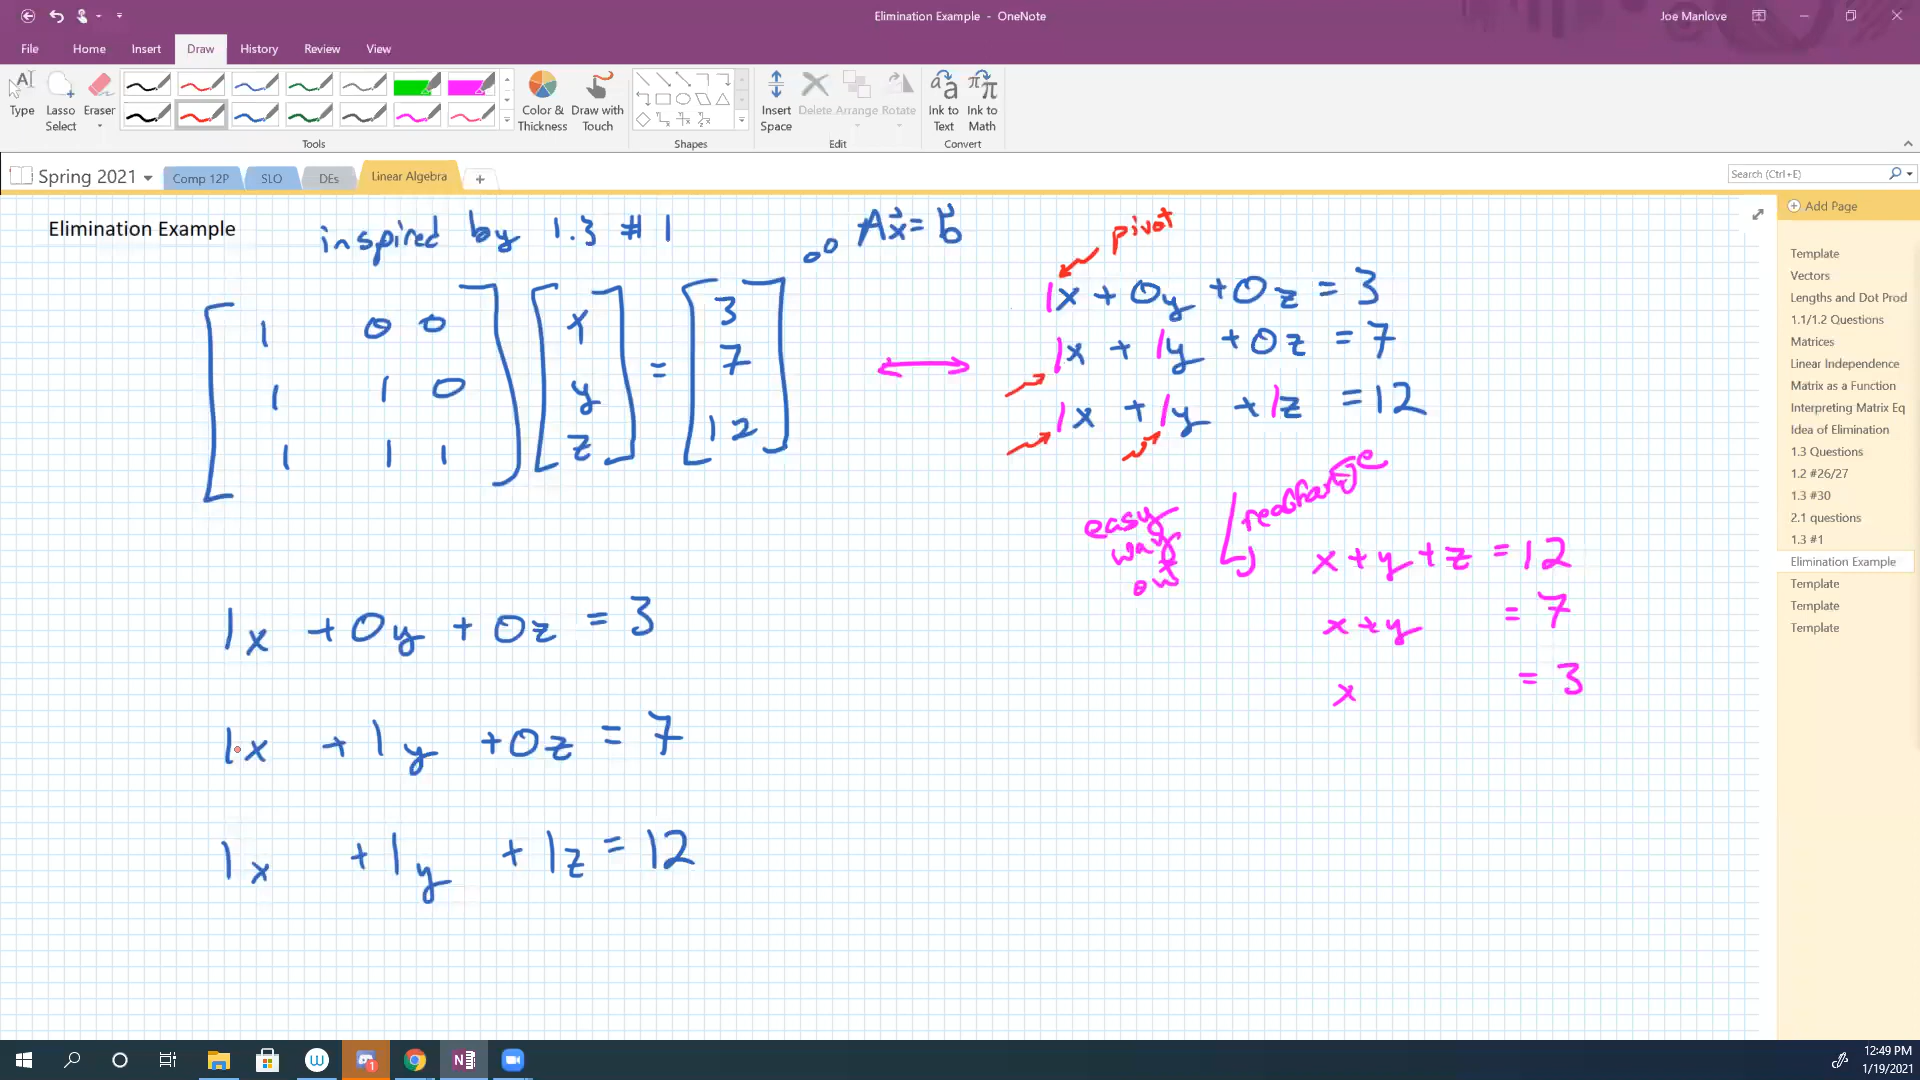 Elimination Example - OneNote
Joe Manlove
File Home Insert Draw History Review View
Type
Lasso Select
Eraser
Color & Thickness
Draw with Touch
Insert Space
Delete
Arrange
Rotate
Ink to Text
Ink to Math
Tools
Shapes
Edit
Convert
Spring 2021
Comp 12P
SLO
DEs
Linear Algebra
Search (Ctrl+E)
Add Page
Template
Vectors
Lengths and Dot Prod
1.1/1.2 Questions
Matrices
Linear Independence
Matrix as a Function
Interpreting Matrix Eq
Idea of Elimination
1.3 Questions
1.2 #26/27
1.3 #30
2.1 questions
1.3 #1
Elimination Example
Template
Template
Template
Elimination Example
inspired by 1.3 # 1
Ax⃗ = b⃗
1 0 0
1 1 0
1 1 1
x
y
z
=
3
7
12
pivot
1x + 0y + 0z = 3
1x + 1y + 0z = 7
1x + 1y + 1z = 12
easy
way
out
x + y + z = 12
x + y = 7
x = 3
1x + 0y + 0z = 3
1x + 1y + 0z = 7
1x + 1y + 1z = 12
12:49 PM
1/19/2021